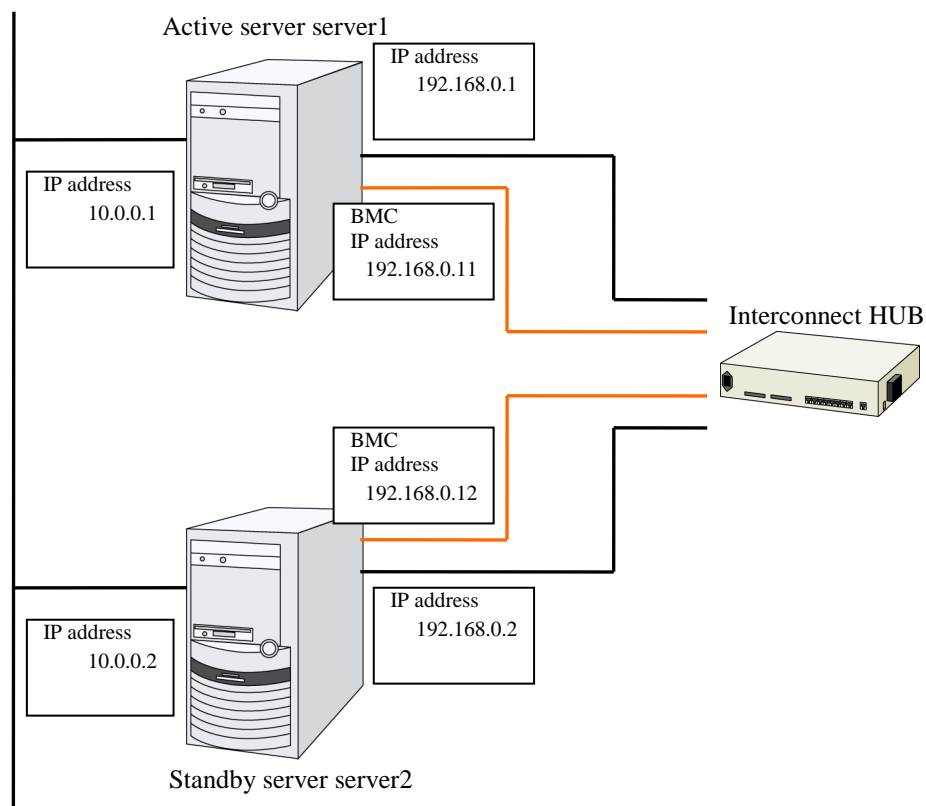 Active server server1
IP address
192.168.0.1
IP address
10.0.0.1
BMC
IP address
192.168.0.11
Interconnect HUB
BMC
IP address
192.168.0.12
IP address
192.168.0.2
IP address
10.0.0.2
Standby server server2